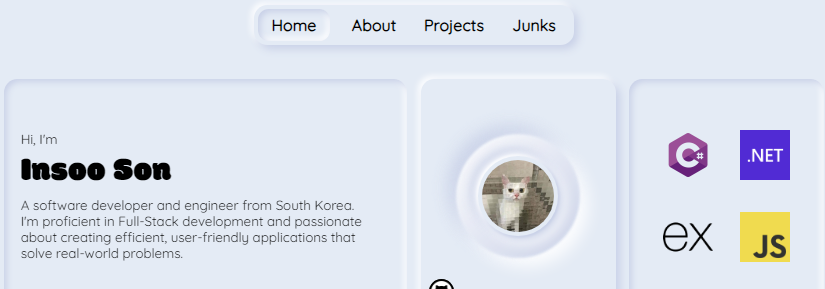 Home About Projects Junks
Hi, I'm
Insoo Son
A software developer and engineer from South Korea.
I'm proficient in Full-Stack development and passionate
about creating efficient, user-friendly applications that
solve real-world problems.
C# .NET
ex JS